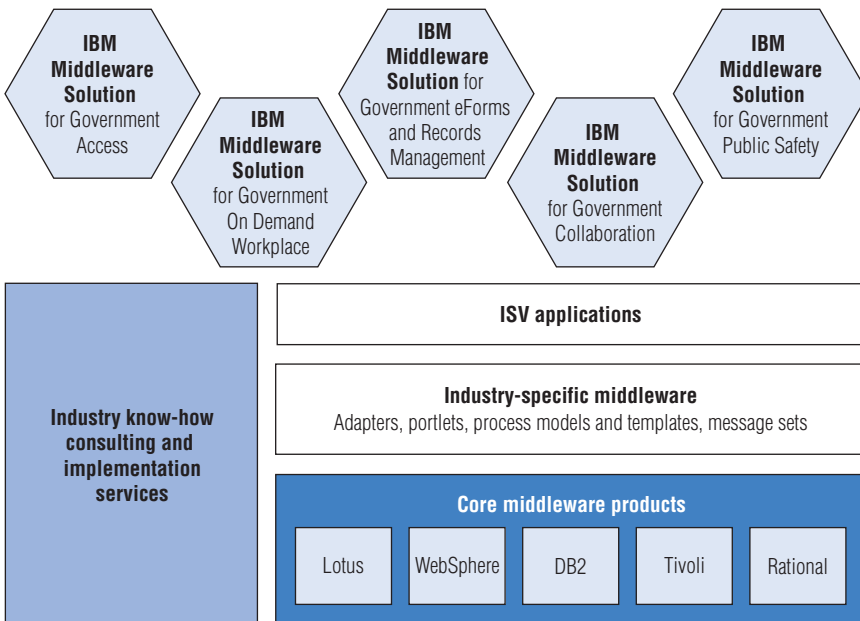 IBM
Middleware
Solution
for Government
Access
IBM
Middleware
Solution
for Government
On Demand
Workplace
IBM
Middleware
Solution for
Government eForms
and Records
Management
IBM
Middleware
Solution
for Government
Collaboration
IBM
Middleware
Solution
for Government
Public Safety
Industry know-how
consulting and
implementation
services
ISV applications
Industry-specific middleware
Adapters, portlets, process models and templates, message sets
Core middleware products
Lotus
WebSphere
DB2
Tivoli
Rational